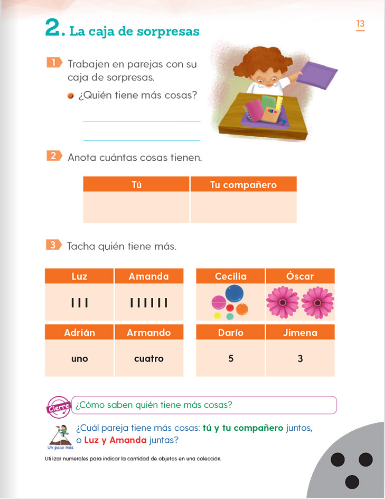 13
2. La caja de sorpresas
1 Trabajen en parejas con su
caja de sorpresas.
¿Quién tiene más cosas?
2 Anota cuántas cosas tienen.
Tú Tu compañero
3 Tacha quién tiene más.
Luz Amanda Cecilia Óscar
Adrián Armando Darío Jimena
uno cuatro 5 3
Cierre ¿Cómo saben quién tiene más cosas?
¿Cuál pareja tiene más cosas: tú y tu compañero juntos,
o Luz y Amanda juntas?
Un paso más
Utilizar numerales para indicar la cantidad de objetos en una colección.